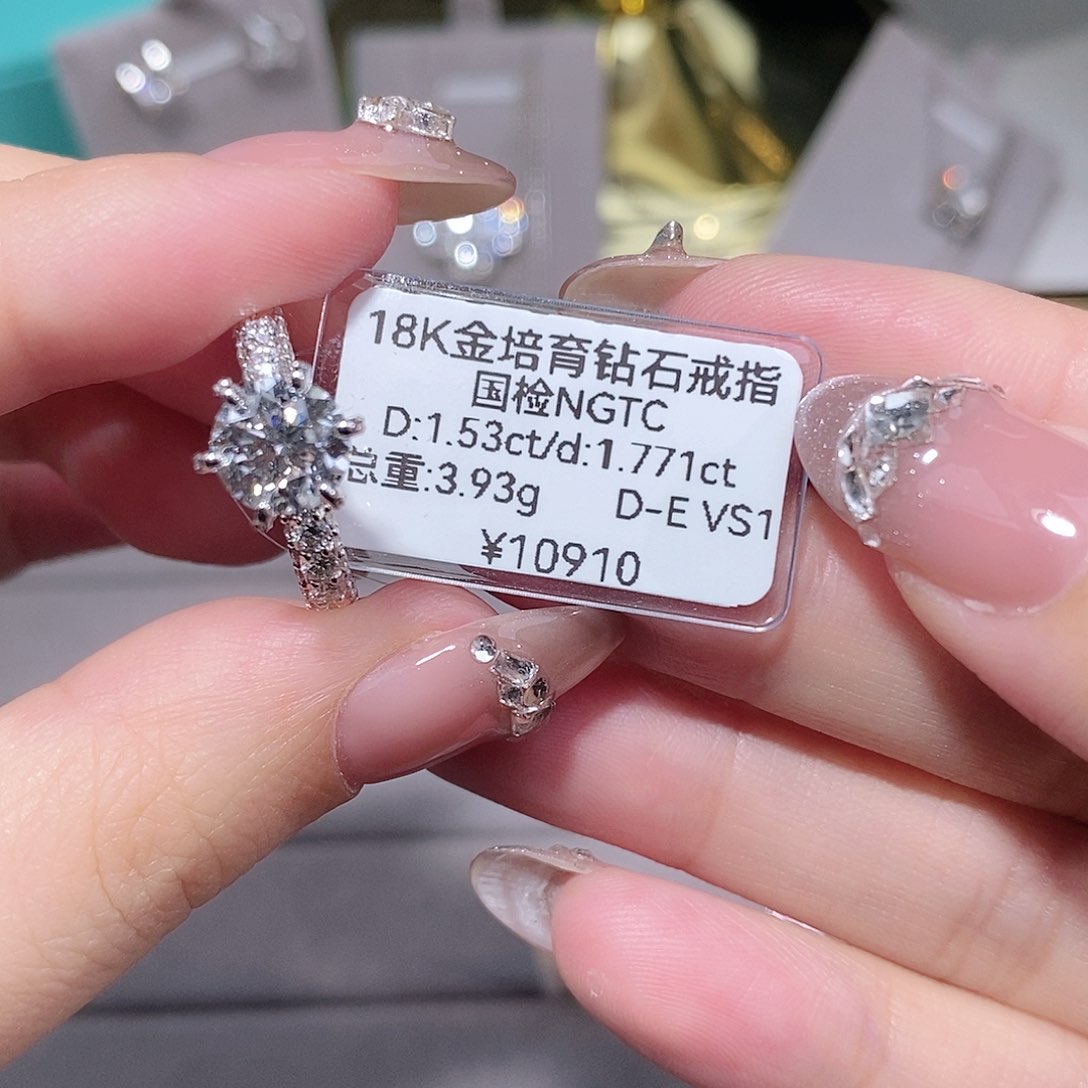 18K金培育钻石戒指
国检NGTC
D:1.53ct/d:1.771ct
总重:3.93g D-E VS1
¥10910